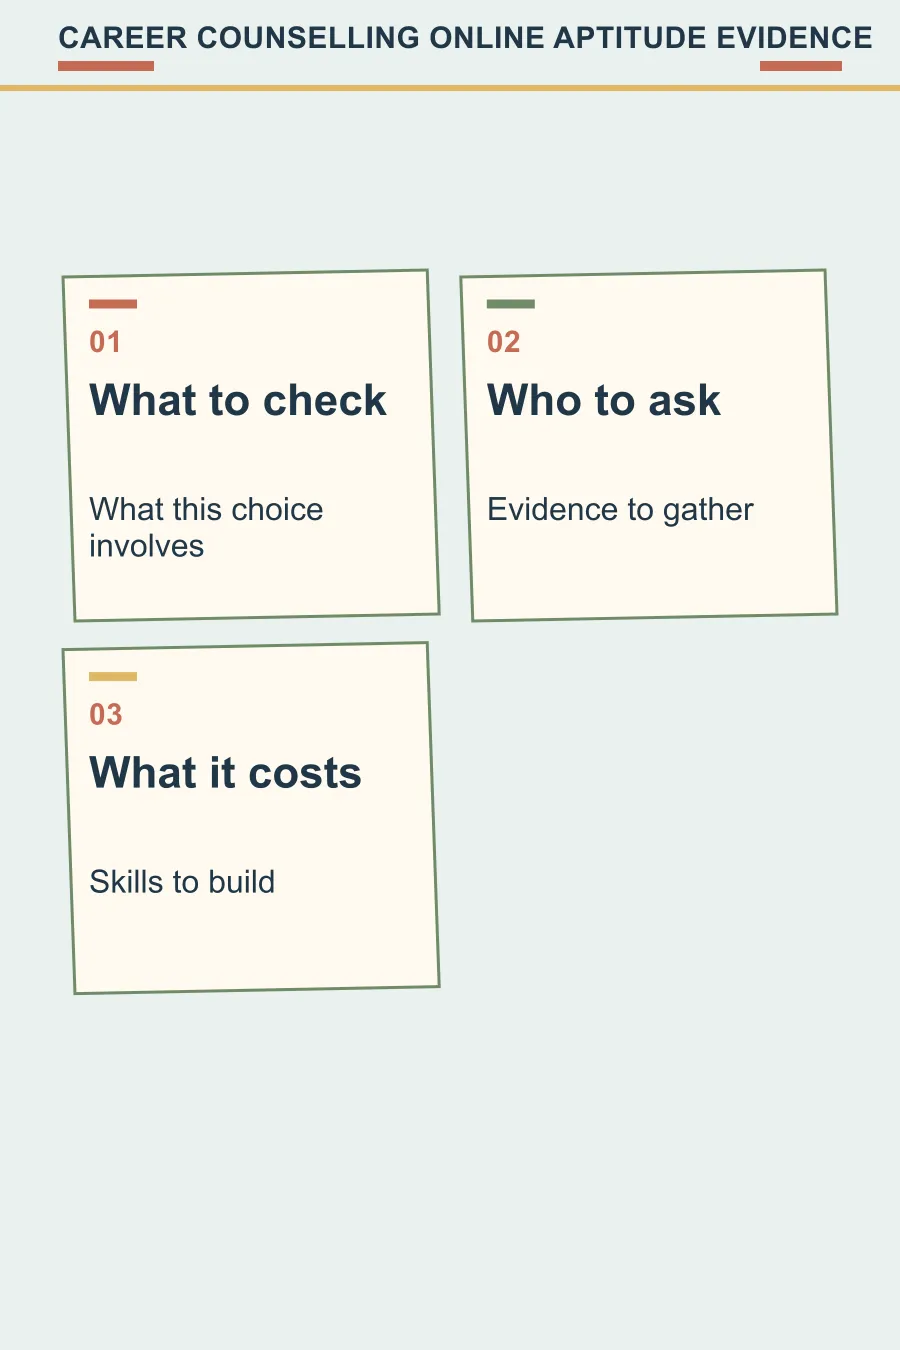 CAREER COUNSELLING ONLINE APTITUDE EVIDENCE
01
What to check
What this choice
involves
02
Who to ask
Evidence to gather
03
What it costs
Skills to build